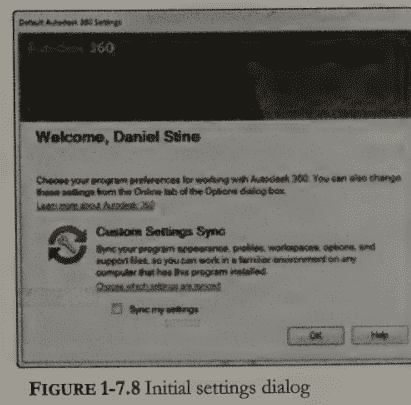 Default Autodesk 360 Settings
Autodesk 360
Welcome, Daniel Stine
Choose your program preferences for working with Autodesk 360. You can also change
these settings from the Online tab of the Options dialog box.
Learn more about Autodesk 360
Custom Settings Sync
Sync your program appearance, profiles, workspaces, options, and
support files, so you can work in a familiar environment on any
computer that has this program installed.
Choose which settings are synced
Sync my settings
OK
Help
FIGURE 1-7.8 Initial settings dialog